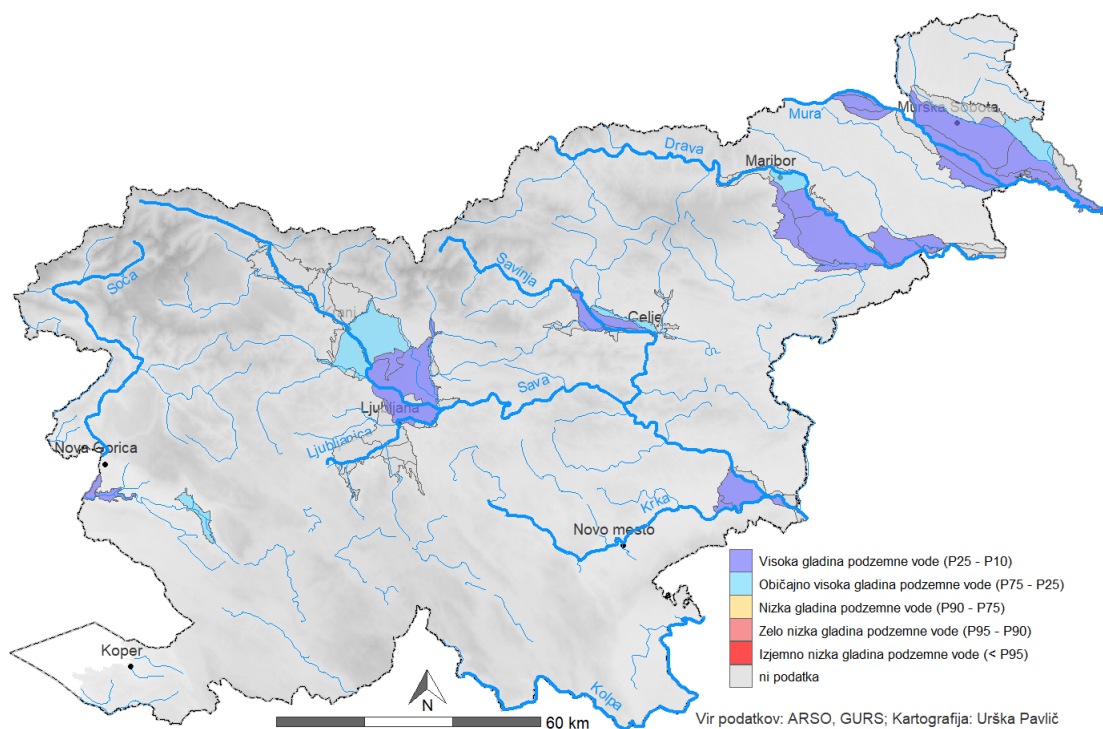 Murska Sobota
Mura
Drava
Maribor
Soča
Savinja
Celje
Sava
Ljubljana
Ljubljanica
Nova Gorica
Krka
Novo mesto
Koper
Kolpa
N
60 km
Visoka gladina podzemne vode (P25 - P10)
Običajno visoka gladina podzemne vode (P75 - P25)
Nizka gladina podzemne vode (P90 - P75)
Zelo nizka gladina podzemne vode (P95 - P90)
Izjemno nizka gladina podzemne vode (< P95)
ni podatka
Vir podatkov: ARSO, GURS; Kartografija: Urška Pavlič